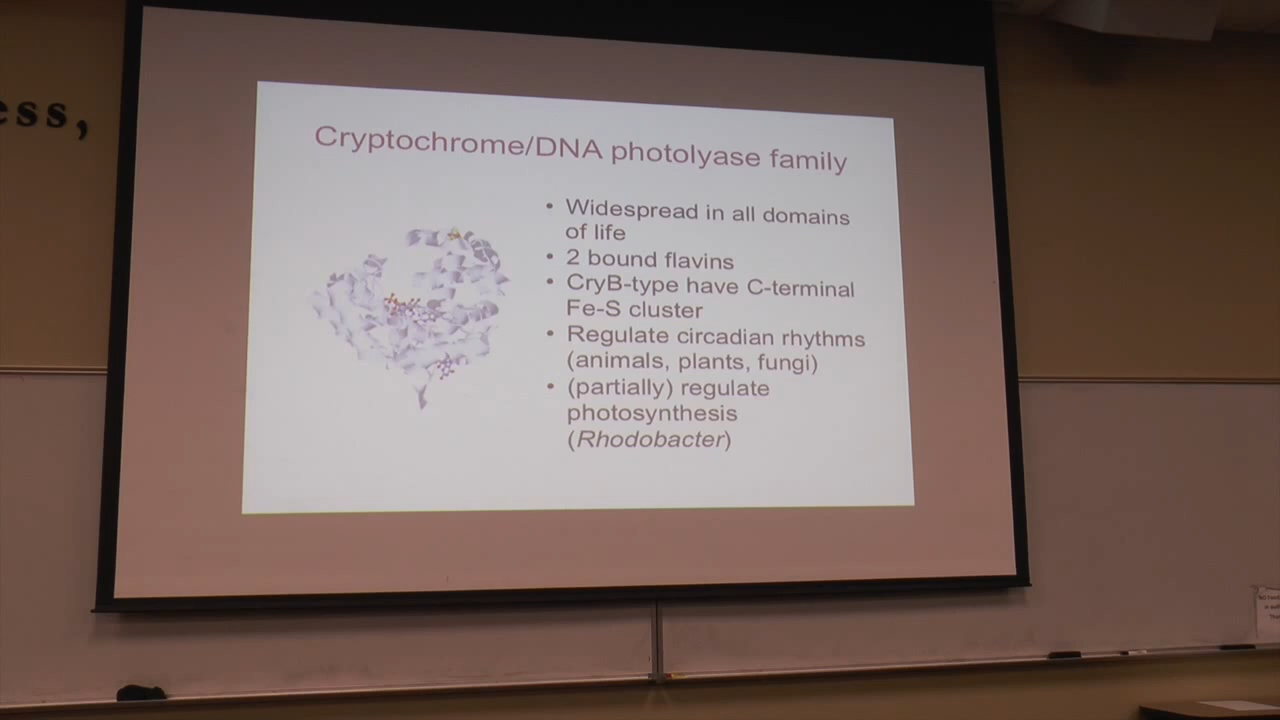 ess,
Cryptochrome/DNA photolyase family
• Widespread in all domains
of life
• 2 bound flavins
• CryB-type have C-terminal
Fe-S cluster
• Regulate circadian rhythms
(animals, plants, fungi)
• (partially) regulate
photosynthesis
(Rhodobacter)